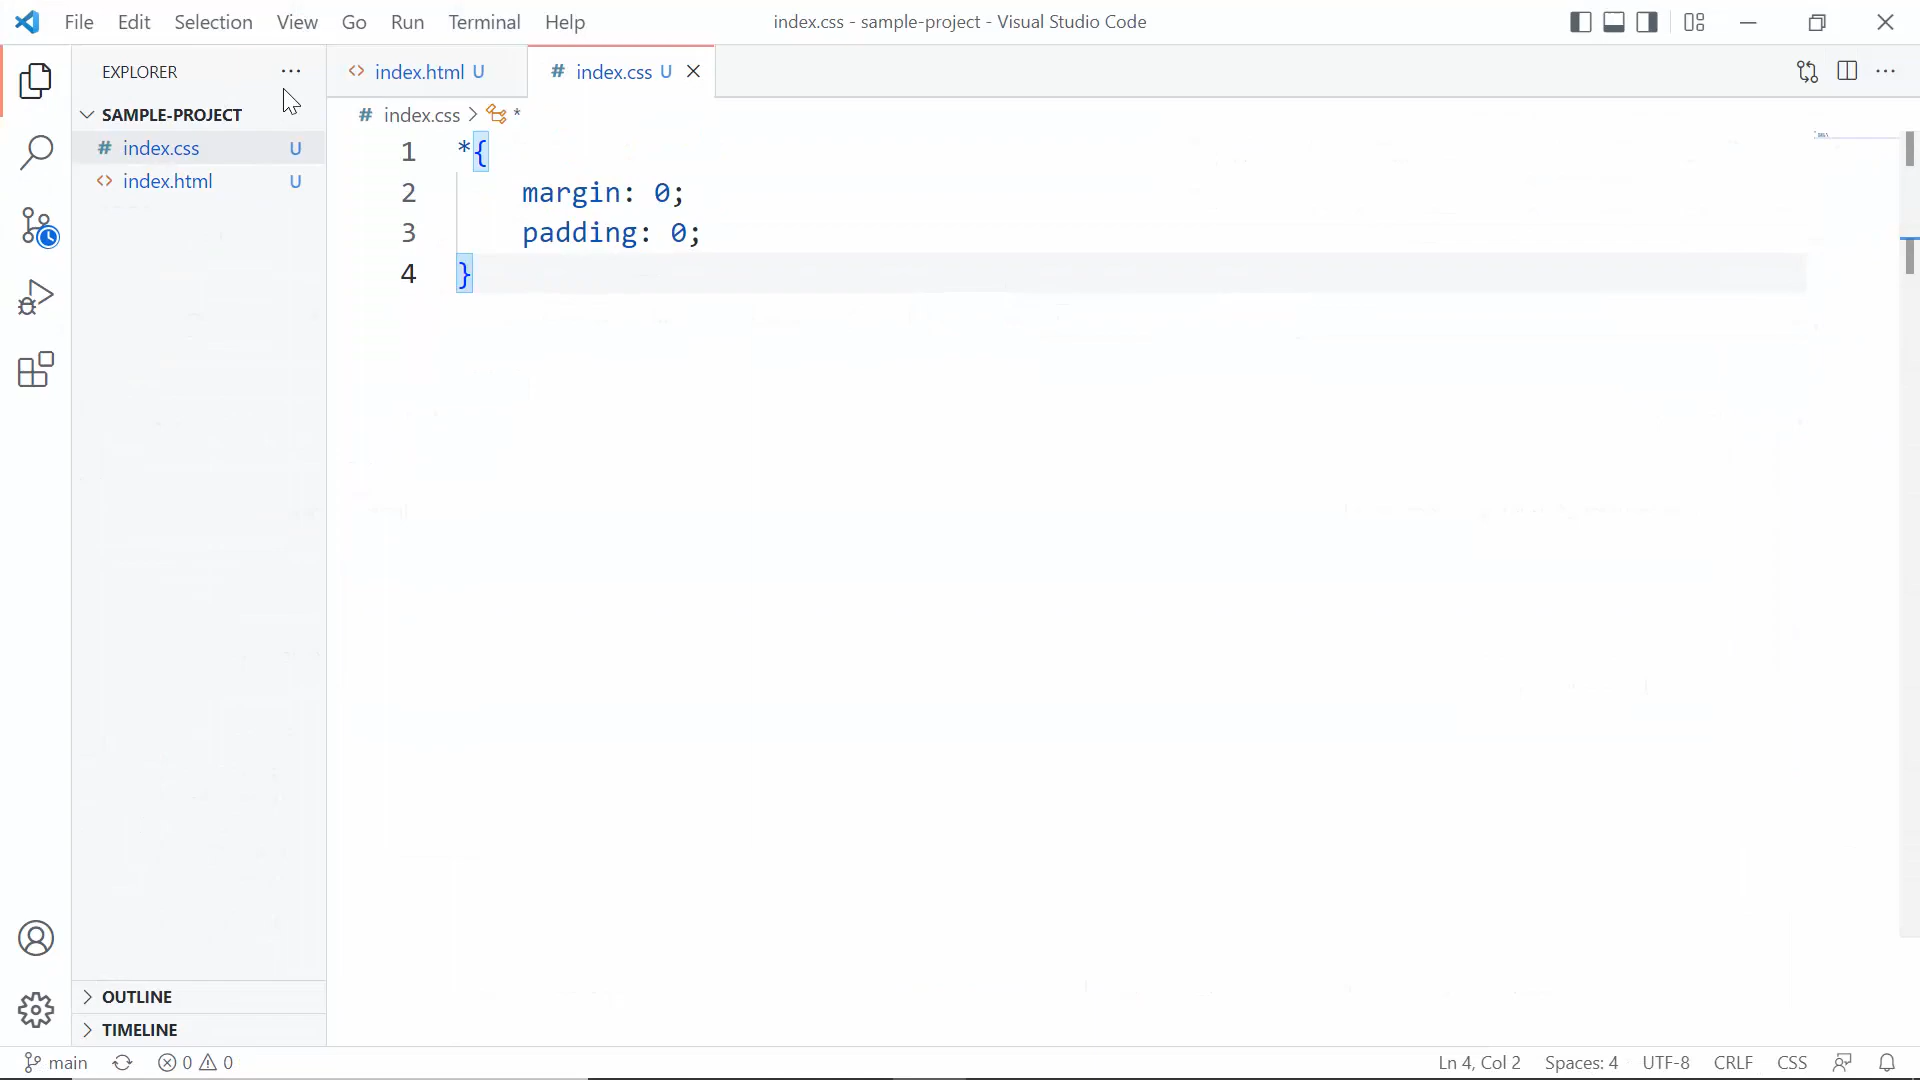 File Edit Selection View Go Run Terminal Help
index.css - sample-project - Visual Studio Code
EXPLORER
SAMPLE-PROJECT
# index.css U
<> index.html U
OUTLINE
TIMELINE
<> index.html U
# index.css U
# index.css > *
1 *{
2 margin: 0;
3 padding: 0;
4 }
main
0 0
Ln 4, Col 2
Spaces: 4
UTF-8
CRLF
CSS